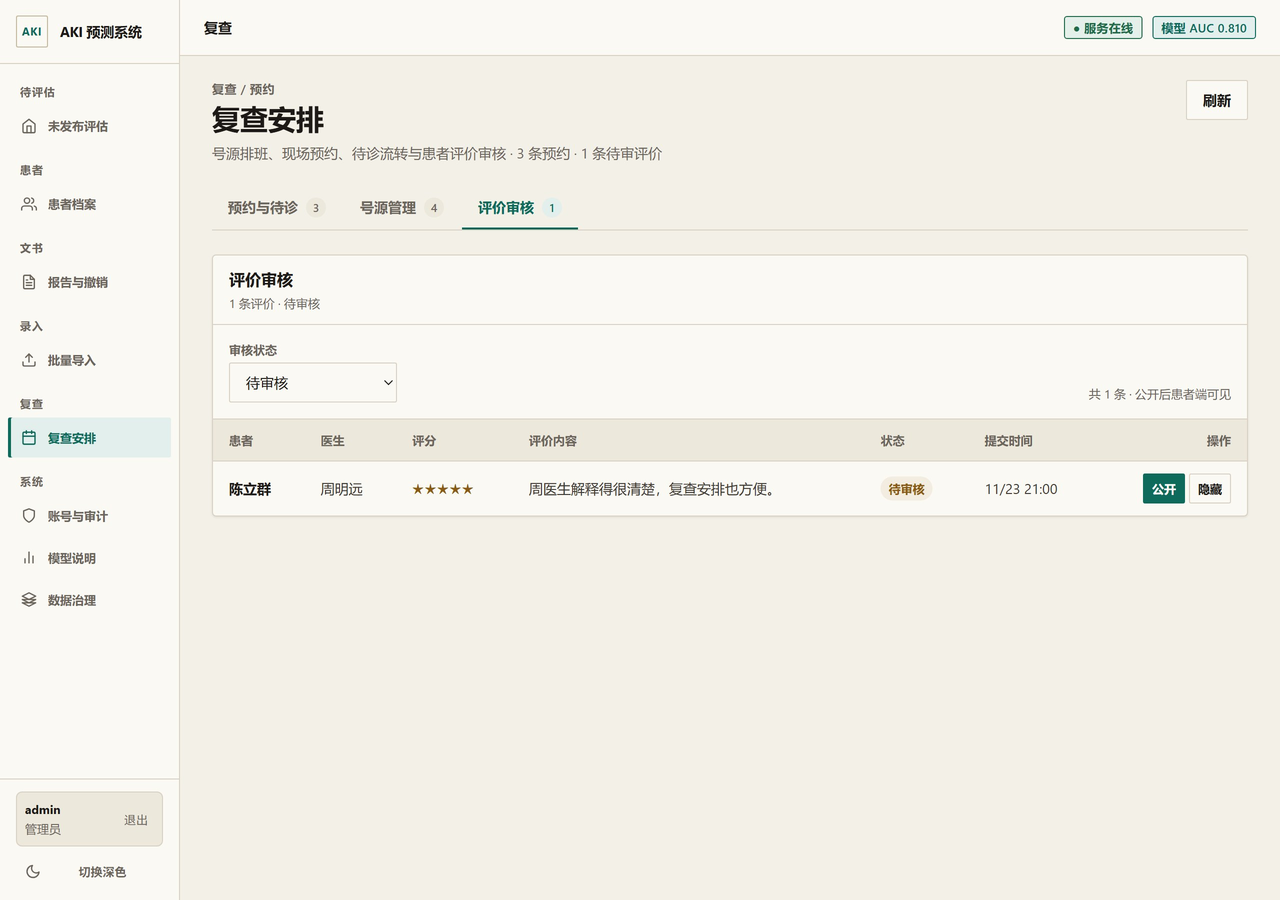 AKI
AKI 预测系统
待评估
未发布评估
患者
患者档案
文书
报告与撤销
录入
批量导入
复查
复查安排
系统
账号与审计
模型说明
数据治理
admin
管理员
退出
切换深色
复查
● 服务在线
模型 AUC 0.810
复查 / 预约
复查安排
号源排班、现场预约、待诊流转与患者评价审核 · 3 条预约 · 1 条待审评价
刷新
预约与待诊 3
号源管理 4
评价审核 1
评价审核
1 条评价 · 待审核
审核状态
待审核
共 1 条 · 公开后患者端可见
患者 医生 评分 评价内容 状态 提交时间 操作
陈立群 周明远 ★★★★★ 周医生解释得很清楚，复查安排也方便。 待审核 11/23 21:00 公开 隐藏